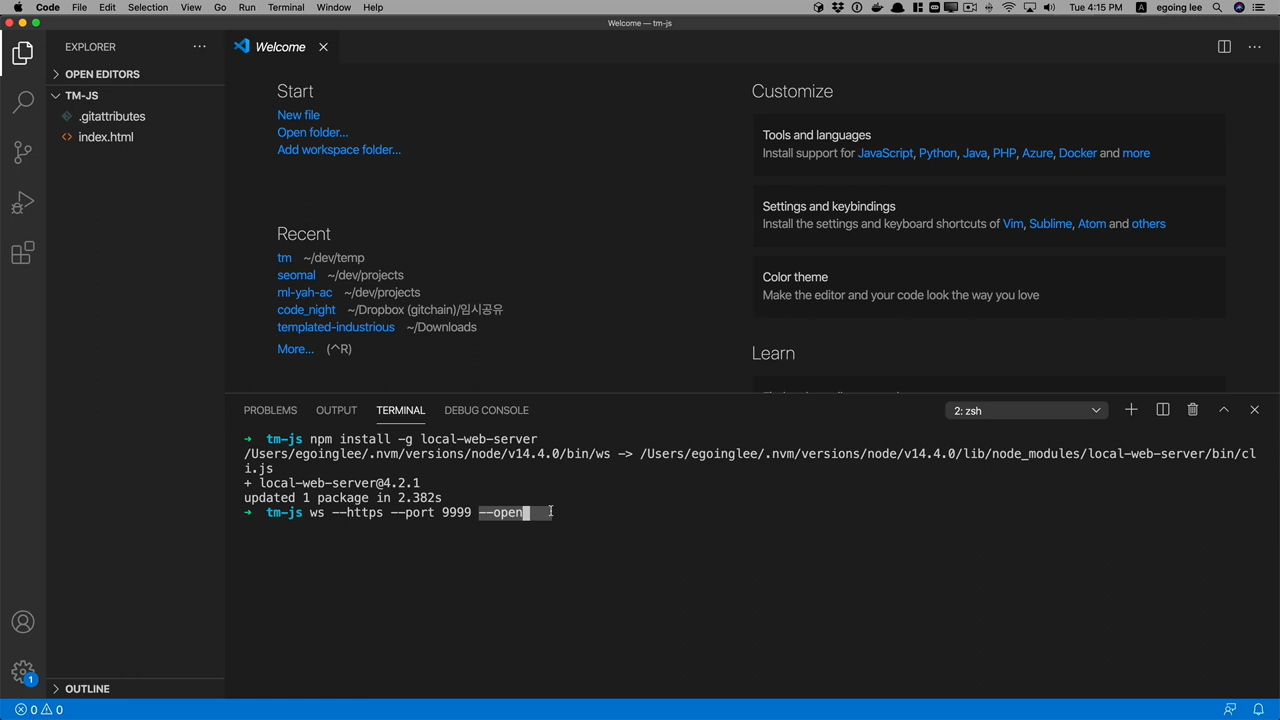 Code File Edit Selection View Go Run Terminal Window Help
Tue 4:15 PM A egoing lee
Welcome — tm-js
EXPLORER
OPEN EDITORS
TM-JS
.gitattributes
index.html
OUTLINE
Welcome
Start
New file
Open folder...
Add workspace folder...
Recent
tm ~/dev/temp
seomal ~/dev/projects
ml-yah-ac ~/dev/projects
code_night ~/Dropbox (gitchain)/임시공유
templated-industrious ~/Downloads
More... (^R)
Customize
Tools and languages
Install support for JavaScript, Python, Java, PHP, Azure, Docker and more
Settings and keybindings
Install the settings and keyboard shortcuts of Vim, Sublime, Atom and others
Color theme
Make the editor and your code look the way you love
Learn
PROBLEMS OUTPUT TERMINAL DEBUG CONSOLE
2: zsh
➜ tm-js npm install -g local-web-server
/Users/egoinglee/.nvm/versions/node/v14.4.0/bin/ws -> /Users/egoinglee/.nvm/versions/node/v14.4.0/lib/node_modules/local-web-server/bin/cl
i.js
+ local-web-server@4.2.1
updated 1 package in 2.382s
➜ tm-js ws --https --port 9999 --open
1
0 0